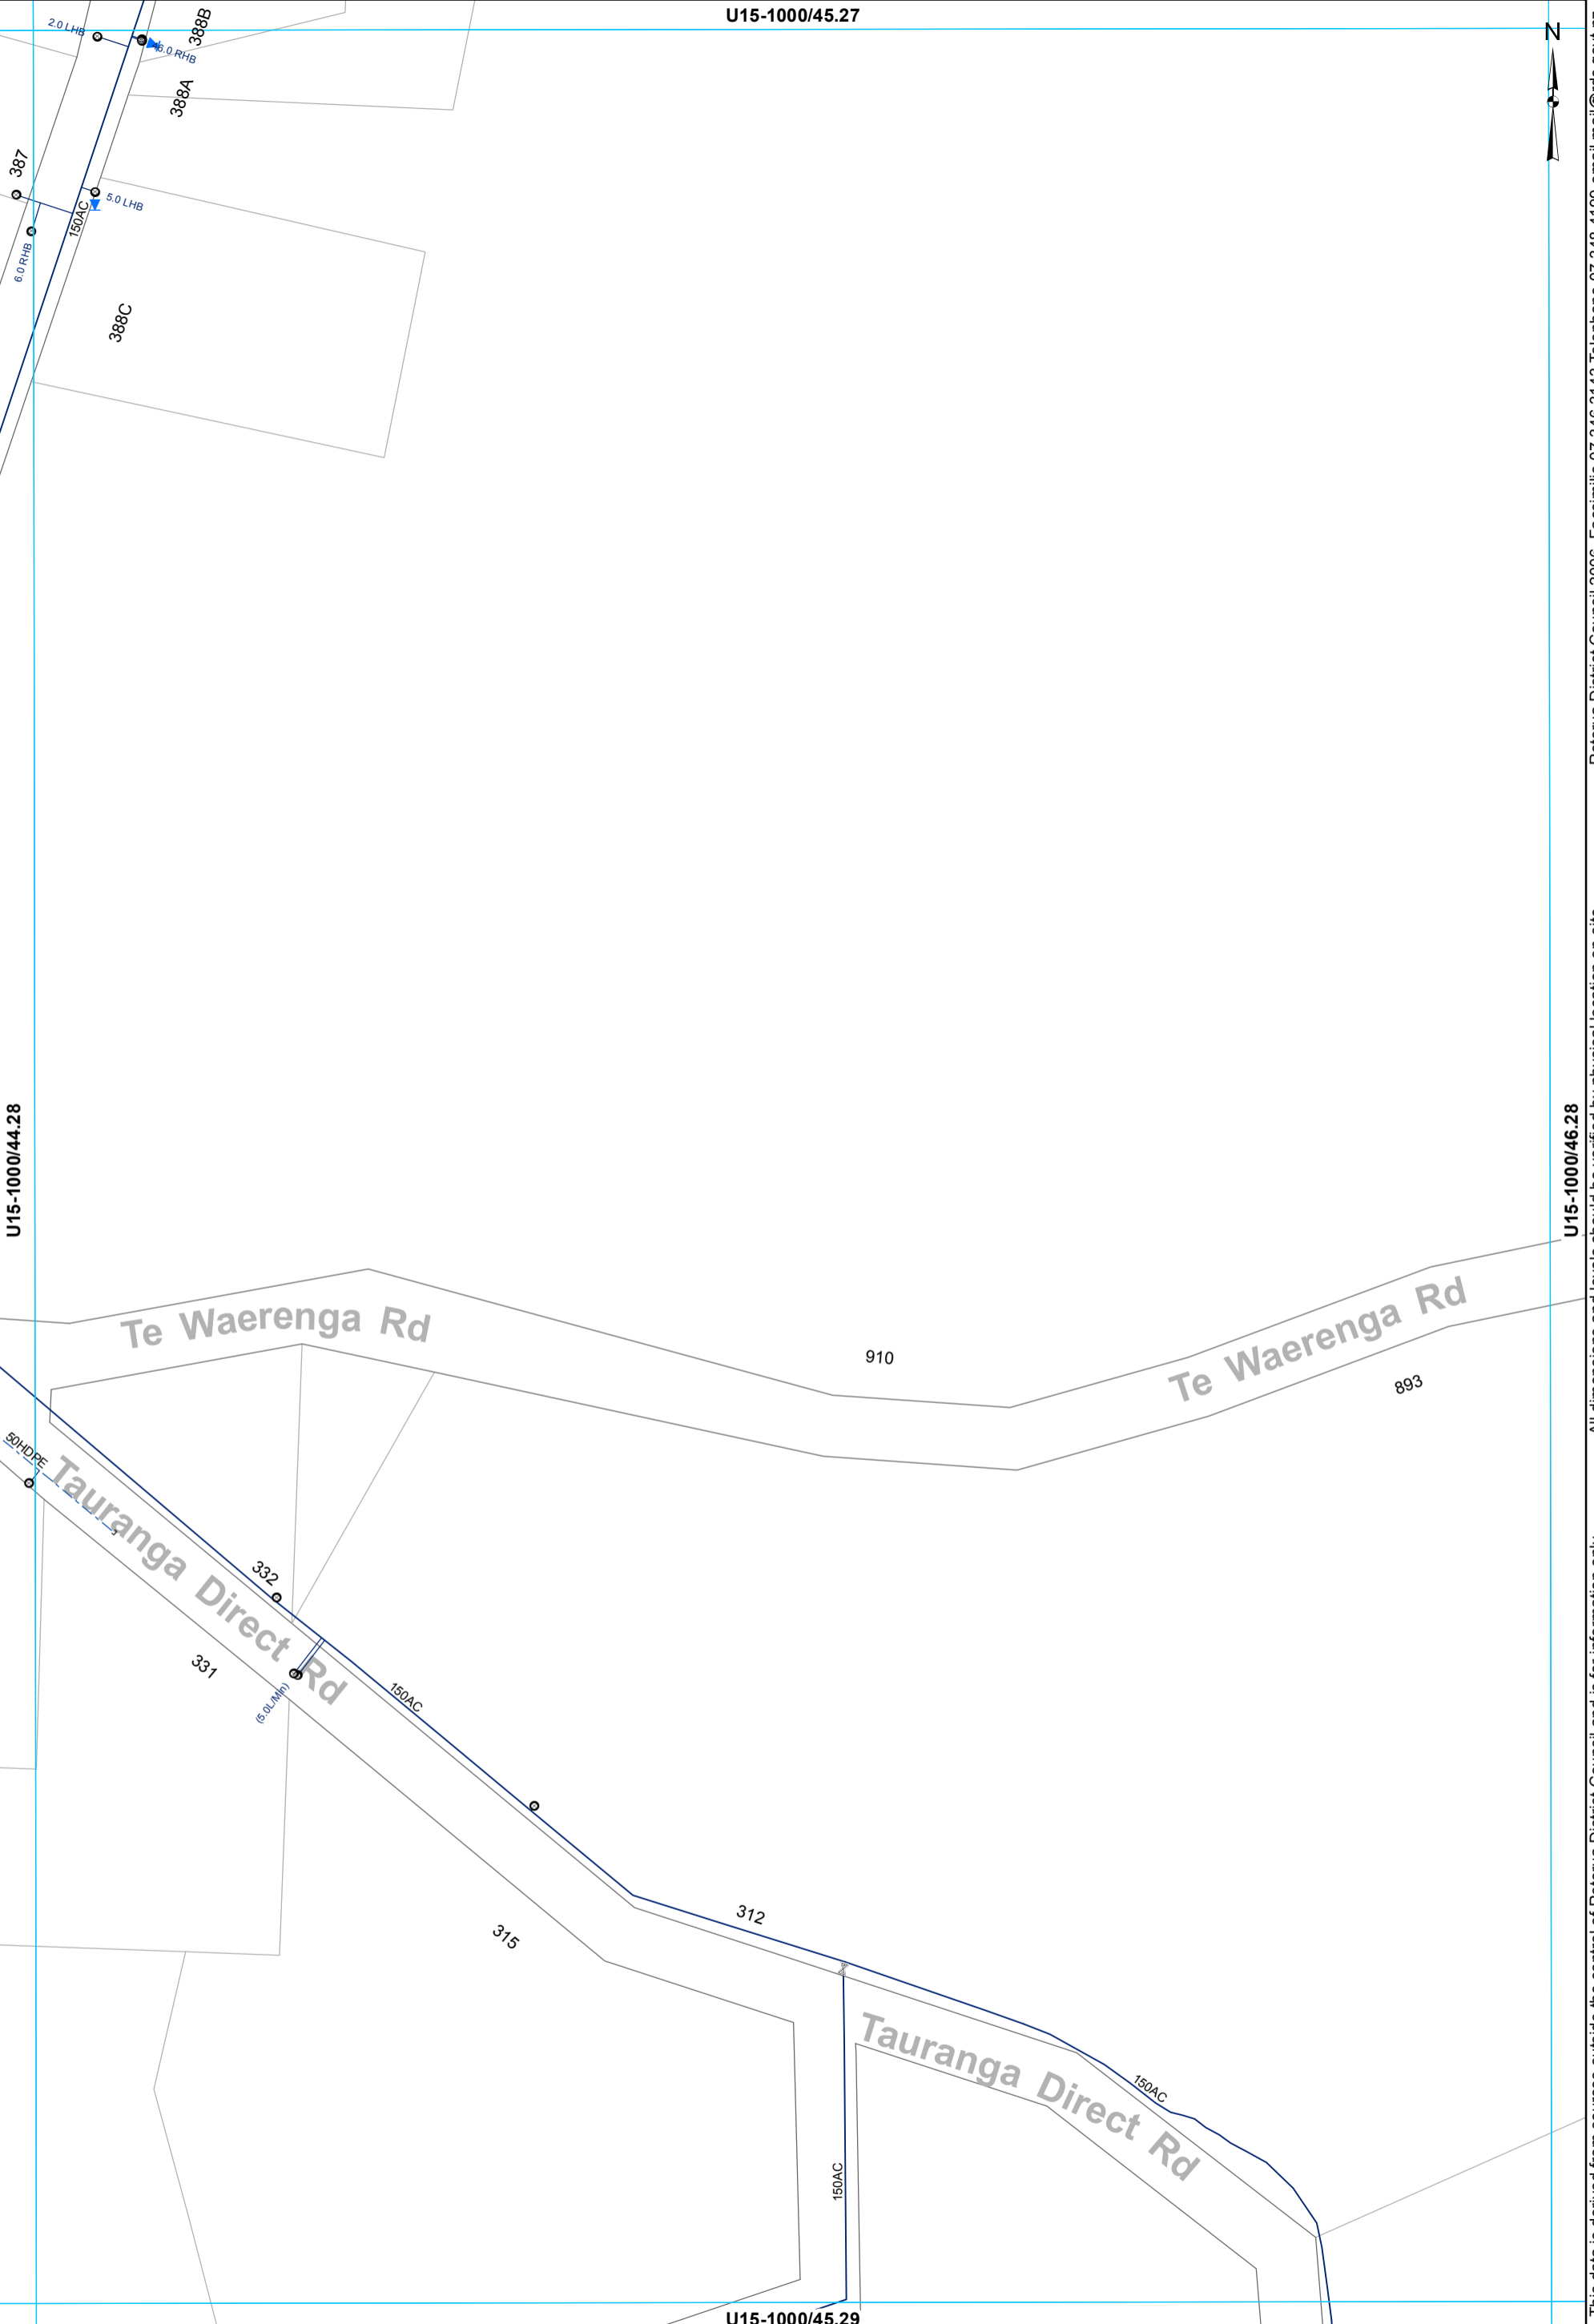 U15-1000/45.27
N
2.0 LHB
388B
6.0 RHB
388A
387
5.0 LHB
150AC
6.0 RHB
388C
U15-1000/44.28
U15-1000/46.28
Te Waerenga Rd
910
Te Waerenga Rd
893
50HDPE
Tauranga Direct Rd
332
331
(5.0L/Min)
150AC
312
315
Tauranga Direct Rd
150AC
150AC
U15-1000/45.29